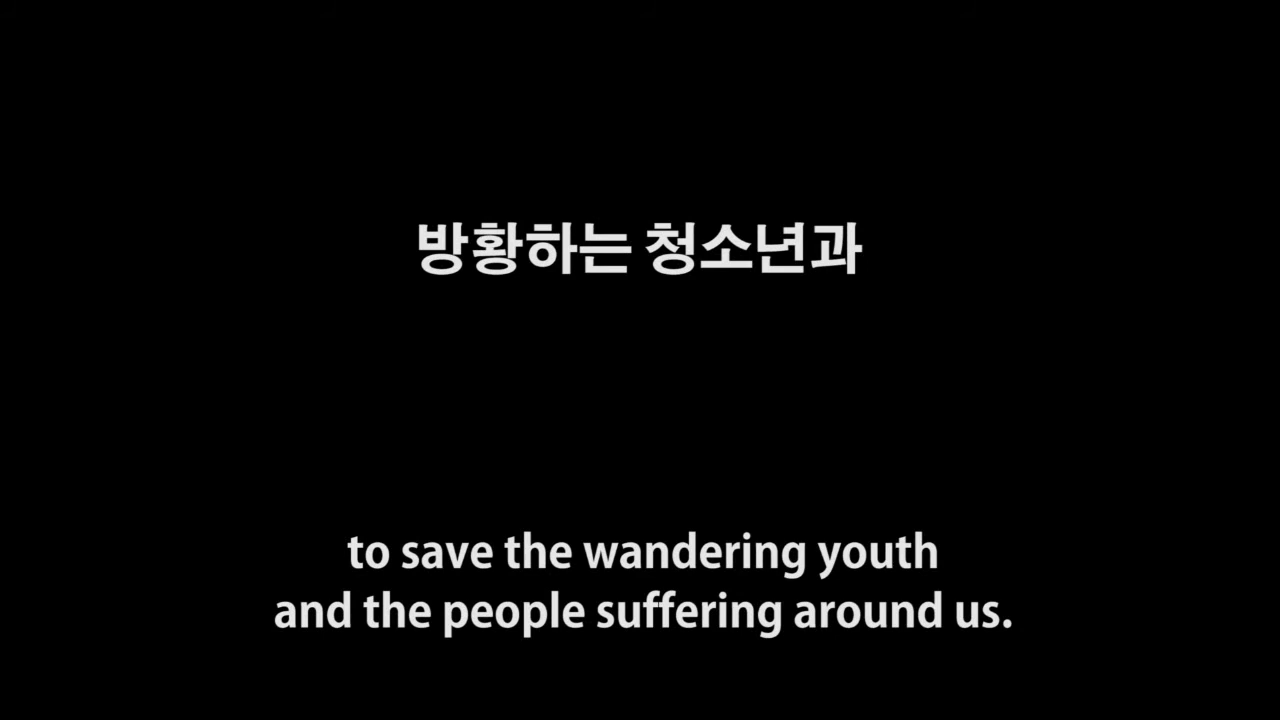 방황하는 청소년과
to save the wandering youth
and the people suffering around us.